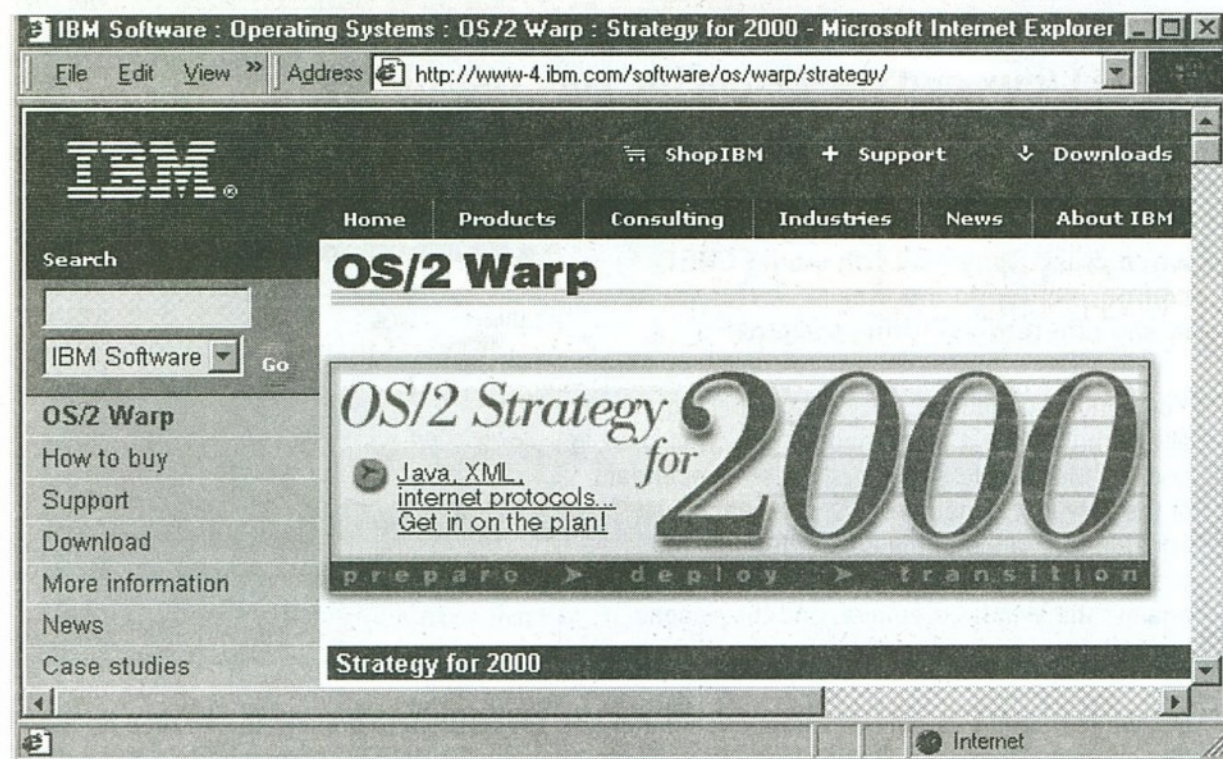 IBM Software : Operating Systems : OS/2 Warp : Strategy for 2000 - Microsoft Internet Explorer
File Edit View » Address http://www-4.ibm.com/software/os/warp/strategy/
IBM®
ShopIBM + Support Downloads
Home Products Consulting Industries News About IBM
Search
IBM Software Go
OS/2 Warp
How to buy
Support
Download
More information
News
Case studies
OS/2 Warp
OS/2 Strategy for 2000
Java, XML,
internet protocols...
Get in on the plan!
prepare > deploy > transition
Strategy for 2000
Internet